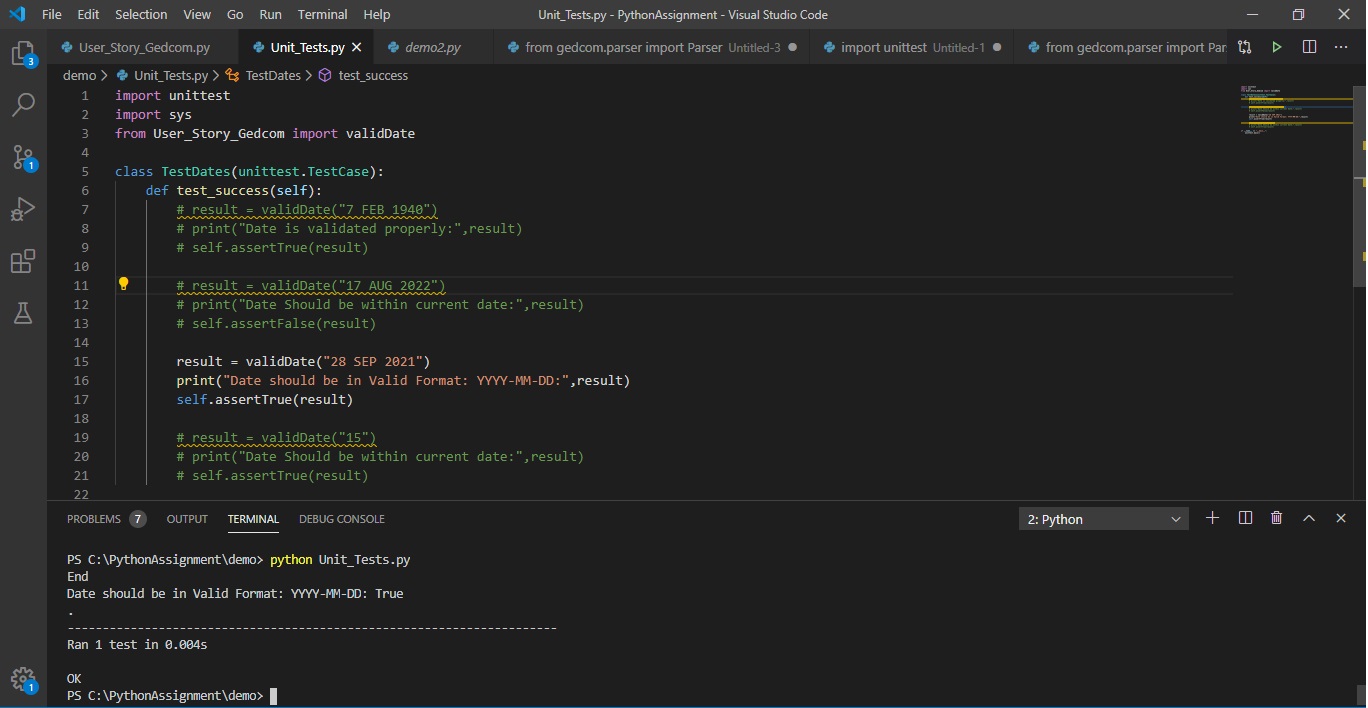 File Edit Selection View Go Run Terminal Help Unit_Tests.py - PythonAssignment - Visual Studio Code
User_Story_Gedcom.py Unit_Tests.py demo2.py from gedcom.parser import Parser Untitled-3 import unittest Untitled-1 from gedcom.parser import Par
demo > Unit_Tests.py > TestDates > test_success
3
1
1
1 import unittest
2 import sys
3 from User_Story_Gedcom import validDate
4
5 class TestDates(unittest.TestCase):
6 def test_success(self):
7 # result = validDate("7 FEB 1940")
8 # print("Date is validated properly:",result)
9 # self.assertTrue(result)
10
11 # result = validDate("17 AUG 2022")
12 # print("Date Should be within current date:",result)
13 # self.assertFalse(result)
14
15 result = validDate("28 SEP 2021")
16 print("Date should be in Valid Format: YYYY-MM-DD:",result)
17 self.assertTrue(result)
18
19 # result = validDate("15")
20 # print("Date Should be within current date:",result)
21 # self.assertTrue(result)
22
PROBLEMS 7 OUTPUT TERMINAL DEBUG CONSOLE 2: Python
PS C:\PythonAssignment\demo> python Unit_Tests.py
End
Date should be in Valid Format: YYYY-MM-DD: True
.
----------------------------------------------------------------------
Ran 1 test in 0.004s
OK
PS C:\PythonAssignment\demo>